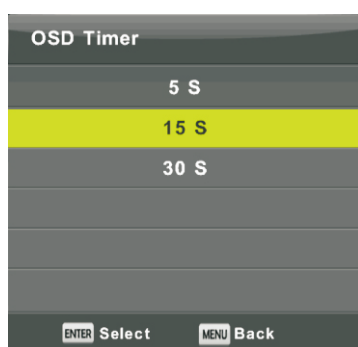 OSD Timer
5 S
15 S
30 S
ENTER Select MENU Back